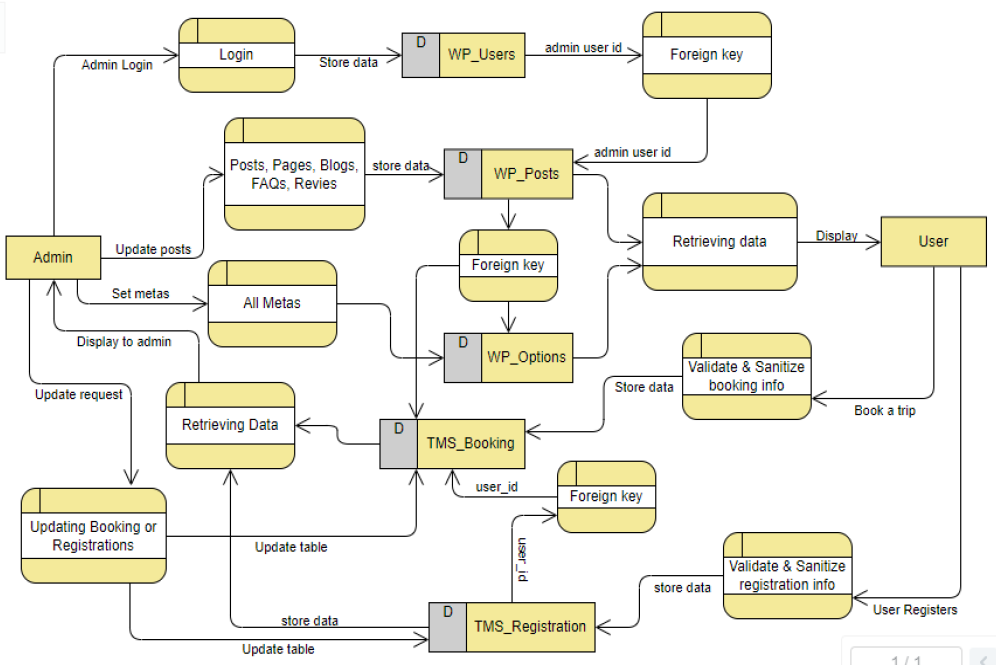 Login
Admin Login
Store data
D
WP_Users
admin user id
Foreign key
admin user id
Posts, Pages, Blogs,
FAQs, Revies
store data
D
WP_Posts
Update posts
Admin
Foreign key
Retrieving data
Display
User
Set metas
All Metas
D
WP_Options
Display to admin
Update request
Retrieving Data
Validate & Sanitize
booking info
Store data
Book a trip
D
TMS_Booking
user_id
Foreign key
Updating Booking or
Registrations
Update table
user_id
Validate & Sanitize
registration info
store data
User Registers
D
TMS_Registration
store data
Update table
1 / 1